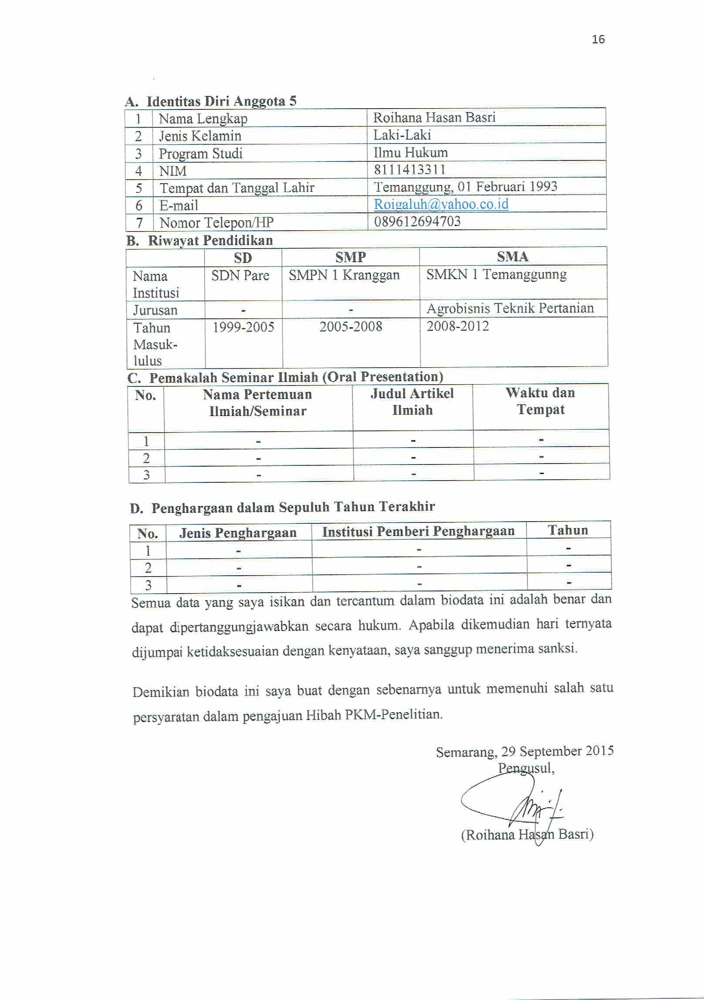 16
A. Identitas Diri Anggota 5
1 Nama Lengkap Roihana Hasan Basri
2 Jenis Kelamin Laki-Laki
3 Program Studi Ilmu Hukum
4 NIM 8111413311
5 Tempat dan Tanggal Lahir Temanggung, 01 Februari 1993
6 E-mail Roigaluh@yahoo.co.id
7 Nomor Telepon/HP 089612694703
B. Riwayat Pendidikan
SD SMP SMA
Nama SDN Pare SMPN 1 Kranggan SMKN 1 Temanggunng
Institusi
Jurusan - - Agrobisnis Teknik Pertanian
Tahun 1999-2005 2005-2008 2008-2012
Masuk-
lulus
C. Pemakalah Seminar Ilmiah (Oral Presentation)
No. Nama Pertemuan Judul Artikel Waktu dan
Ilmiah/Seminar Ilmiah Tempat
1 - - -
2 - - -
3 - - -
D. Penghargaan dalam Sepuluh Tahun Terakhir
No. Jenis Penghargaan Institusi Pemberi Penghargaan Tahun
1 - - -
2 - - -
3 - - -
Semua data yang saya isikan dan tercantum dalam biodata ini adalah benar dan
dapat dipertanggungjawabkan secara hukum. Apabila dikemudian hari ternyata
dijumpai ketidaksesuaian dengan kenyataan, saya sanggup menerima sanksi.
Demikian biodata ini saya buat dengan sebenarnya untuk memenuhi salah satu
persyaratan dalam pengajuan Hibah PKM-Penelitian.
Semarang, 29 September 2015
Pengusul,
(Roihana Hasan Basri)